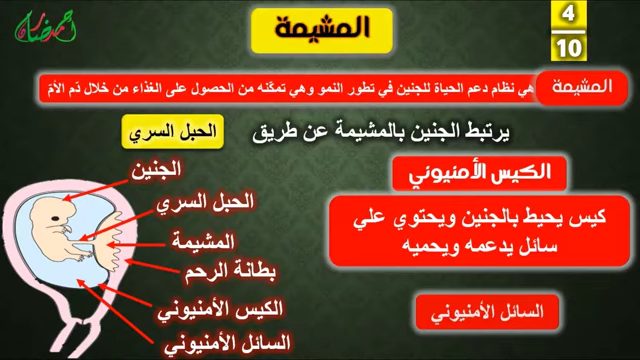 أحمد رضا
4
10
المشيمة
المشيمة
هي نظام دعم الحياة للجنين في تطور النمو وهي تمكنه من الحصول على الغذاء من خلال دم الأم
يرتبط الجنين بالمشيمة عن طريق
الحبل السري
الكيس الأمنيوني
كيس يحيط بالجنين ويحتوي علي
سائل يدعمه ويحميه
السائل الأمنيوني
الجنين
الحبل السري
المشيمة
بطانة الرحم
الكيس الأمنيوني
السائل الأمنيوني